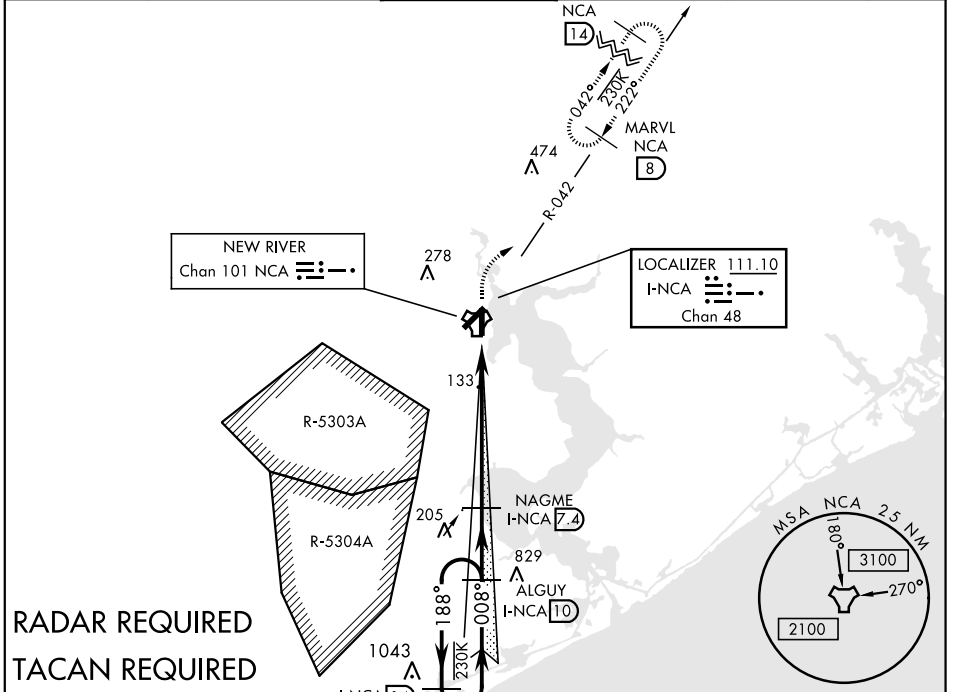 NCA
14
042°
230K
222°
MARVL
NCA
8
474
R-042
NEW RIVER
Chan 101 NCA
278
LOCALIZER 111.10
I-NCA
Chan 48
133
R-5303A
NAGME
I-NCA 7.4
205
R-5304A
829
ALGUY
I-NCA 10
188°
008°
230K
1043
MSA NCA 25 NM
180°
3100
270°
2100
RADAR REQUIRED
TACAN REQUIRED